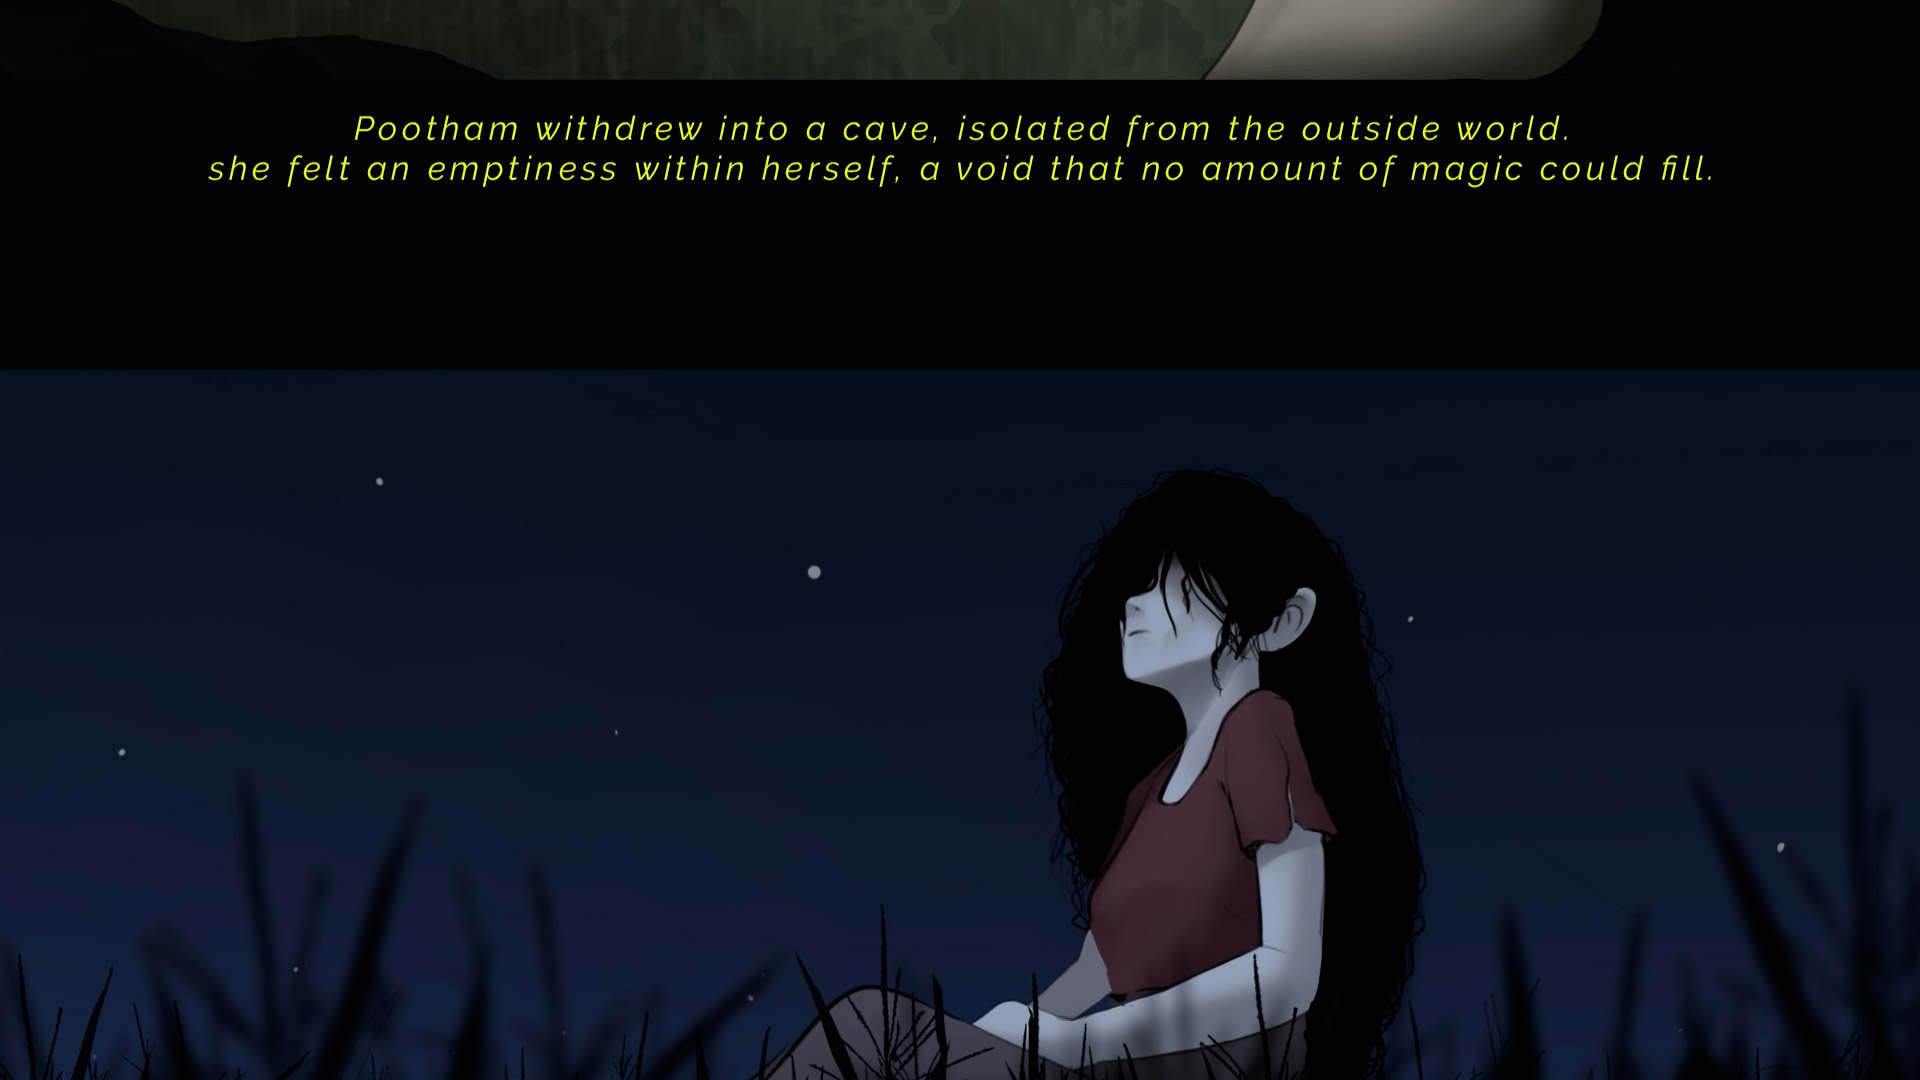 Pootham withdrew into a cave, isolated from the outside world.
she felt an emptiness within herself, a void that no amount of magic could fill.